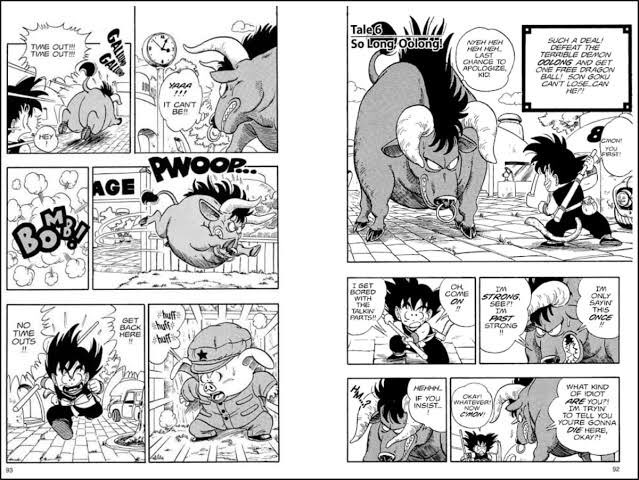 Tale 6
So Long, Oolong!
SUCH A DEAL!
DEFEAT THE
TERRIBLE DEMON
OOLONG AND GET
ONE FREE DRAGON
BALL! SON GOKU
CAN'T LOSE...CAN
HE?!
NYEH HEH
HEH HEH...
LAST
CHANCE TO
APOLOGIZE,
KID.
8
C'MON!
YOU
FIRST!
I'M
ONLY
SAYIN'
THIS
ONCE!!
I'M
STRONG,
SEE?!
I'M
PAST
STRONG
!!
OH,
COME
ON!!
I GET
BORED
WITH THE
TALKIN'
PARTS!!
WHAT KIND
OF IDIOT
ARE YOU?!
I'M TRYIN'
TO TELL YOU
YOU'RE GONNA
DIE HERE,
OKAY?!
OKAY!
WHATEVER!
NOW
C'MON!
HEHHH...
IF YOU
INSIST...
92
YAAA
!!!
IT CAN'T
BE!!
GALLOP
GALLOP
TIME OUT!!!
TIME OUT!!!
HEY!
PWOOP...
AGE
BOMB!
huff
huff
GET
BACK
HERE
!!
NO
TIME
OUTS
!!
93